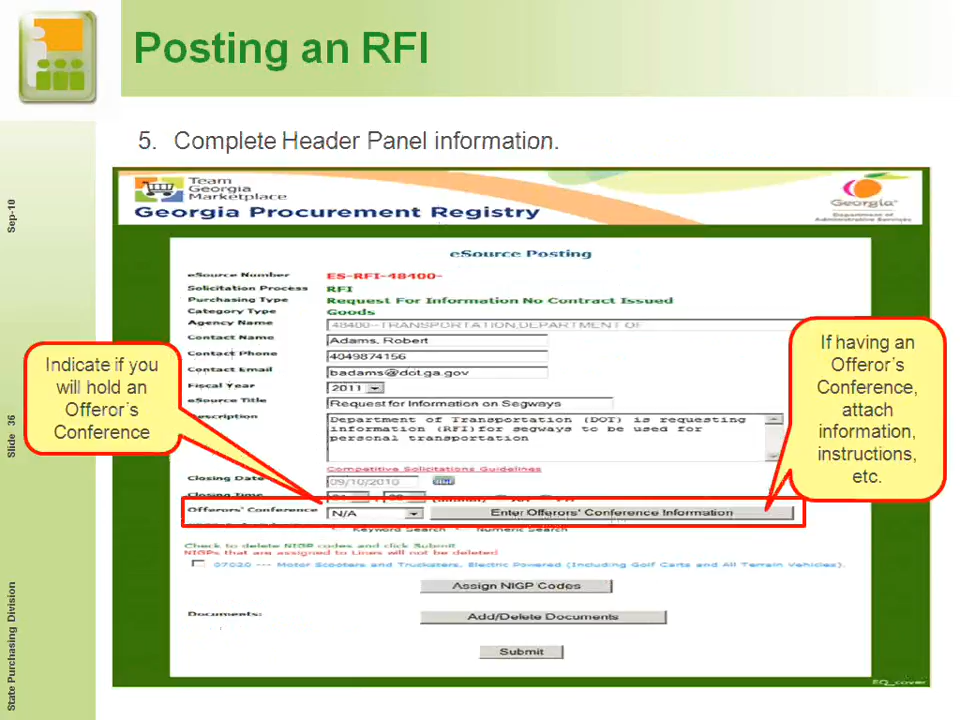 Posting an RFI
5. Complete Header Panel information.
Team
Georgia
Marketplace
Georgia Procurement Registry
Georgia
Department of
Administrative Services
eSource Posting
eSource Number ES-RFI-48400-
Solicitation Process RFI
Purchasing Type Request For Information No Contract Issued
Category Type Goods
Agency Name 48400--TRANSPORTATION,DEPARTMENT OF
Contact Name Adams, Robert
Contact Phone 4049874156
Contact Email badams@dot.ga.gov
Fiscal Year 2011
eSource Title Request for Information on Segways
Description Department of Transportation (DOT) is requesting
information (RFI)for segways to be used for
personal transportation
Competitive Solicitations Guidelines
Closing Date 09/10/2010
Closing Time
Offerors' Conference N/A Enter Offerors' Conference Information
Keyword Search * Numeric Search
Check to delete NIGP codes and click Submit
NIGPs that are assigned to Lines will not be deleted
07020 --- Motor Scooters and Trucksters, Electric Powered (Including Golf Carts and All Terrain Vehicles).
Assign NIGP Codes
Documents: Add/Delete Documents
Submit
EQ_cover
Indicate if you
will hold an
Offeror's
Conference
If having an
Offeror's
Conference,
attach
information,
instructions,
etc.
Sep-10
Slide 36
State Purchasing Division